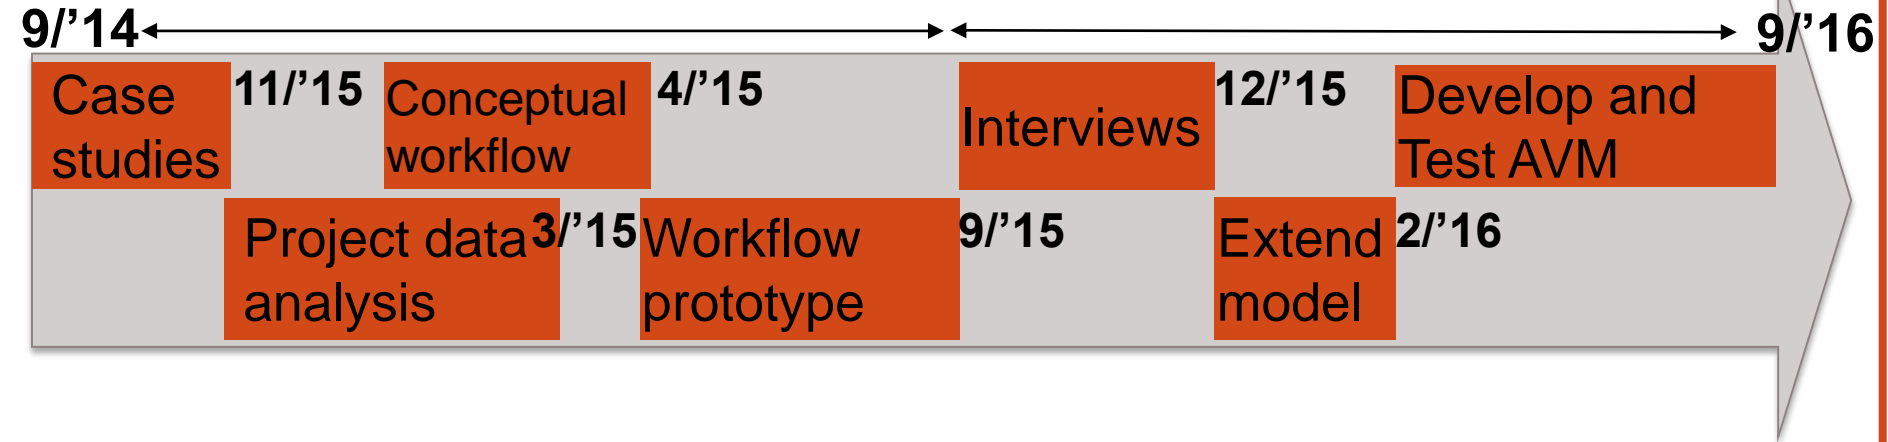 9/’14
9/’16
Case
studies
11/’15
Conceptual
workflow
4/’15
Interviews
12/’15
Develop and
Test AVM
Project data
analysis
3/’15
Workflow
prototype
9/’15
Extend
model
2/’16